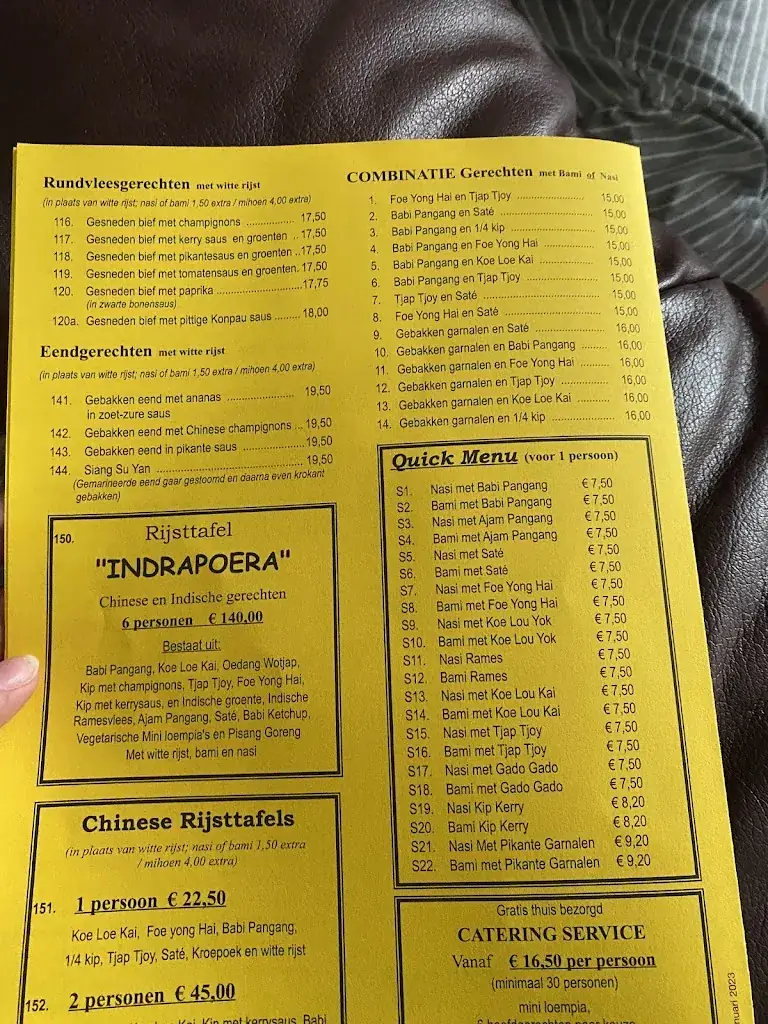 Rundvleesgerechten met witte rijst
(in plaats van witte rijst; nasi of bami 1,50 extra / mihoen 4,00 extra)
116. Gesneden bief met champignons ................ 17,50
117. Gesneden bief met kerry saus en groenten .. 17,50
118. Gesneden bief met pikantesaus en groenten ..17,50
119. Gesneden bief met tomatensaus en groenten. 17,50
120. Gesneden bief met paprika ............................17,75
(in zwarte bonensaus)
120a. Gesneden bief met pittige Konpau saus ......... 18,00
Eendgerechten met witte rijst
(in plaats van witte rijst; nasi of bami 1,50 extra / mihoen 4,00 extra)
141. Gebakken eend met ananas ....................... 19,50
in zoet-zure saus
142. Gebakken eend met Chinese champignons ... 19,50
143. Gebakken eend in pikante saus ....................19,50
144. Siang Su Yan ................................................. 19,50
(Gemarineerde eend gaar gestoomd en daarna even krokant
gebakken)
150. Rijsttafel
"INDRAPOERA"
Chinese en Indische gerechten
6 personen € 140,00
Bestaat uit:
Babi Pangang, Koe Loe Kai, Oedang Wotjap,
Kip met champignons, Tjap Tjoy, Foe Yong Hai,
Kip met kerrysaus, en Indische groente, Indische
Ramesvlees, Ajam Pangang, Saté, Babi Ketchup,
Vegetarische Mini loempia's en Pisang Goreng
Met witte rijst, bami en nasi
Chinese Rijsttafels
(in plaats van witte rijst; nasi of bami 1,50 extra
/ mihoen 4,00 extra)
151. 1 persoon € 22,50
Koe Loe Kai, Foe yong Hai, Babi Pangang,
1/4 kip, Tjap Tjoy, Saté, Kroepoek en witte rijst
152. 2 personen € 45,00
Kai, Kip met kerrysaus, Babi
COMBINATIE Gerechten met Bami of Nasi
1. Foe Yong Hai en Tjap Tjoy ........................ 15,00
2. Babi Pangang en Saté ................................ 15,00
3. Babi Pangang en 1/4 kip ............................. 15,00
4. Babi Pangang en Foe Yong Hai .................. 15,00
5. Babi Pangang en Koe Loe Kai .................... 15,00
6. Babi Pangang en Tjap Tjoy ......................... 15,00
7. Tjap Tjoy en Saté ....................................... 15,00
8. Foe Yong Hai en Saté ................................. 15,00
9. Gebakken garnalen en Saté ........................ 16,00
10. Gebakken garnalen en Babi Pangang ......... 16,00
11. Gebakken garnalen en Foe Yong Hai .......... 16,00
12. Gebakken garnalen en Tjap Tjoy ................ 16,00
13. Gebakken garnalen en Koe Loe Kai ........... 16,00
14. Gebakken garnalen en 1/4 kip .................... 16,00
Quick Menu (voor 1 persoon)
S1. Nasi met Babi Pangang € 7,50
S2. Bami met Babi Pangang € 7,50
S3. Nasi met Ajam Pangang € 7,50
S4. Bami met Ajam Pangang € 7,50
S5. Nasi met Saté € 7,50
S6. Bami met Saté € 7,50
S7. Nasi met Foe Yong Hai € 7,50
S8. Bami met Foe Yong Hai € 7,50
S9. Nasi met Koe Lou Yok € 7,50
S10. Bami met Koe Lou Yok € 7,50
S11. Nasi Rames € 7,50
S12. Bami Rames € 7,50
S13. Nasi met Koe Lou Kai € 7,50
S14. Bami met Koe Lou Kai € 7,50
S15. Nasi met Tjap Tjoy € 7,50
S16. Bami met Tjap Tjoy € 7,50
S17. Nasi met Gado Gado € 7,50
S18. Bami met Gado Gado € 7,50
S19. Nasi Kip Kerry € 8,20
S20. Bami Kip Kerry € 8,20
S21. Nasi Met Pikante Garnalen € 9,20
S22. Bami met Pikante Garnalen € 9,20
Gratis thuis bezorgd
CATERING SERVICE
Vanaf € 16,50 per persoon
(minimaal 30 personen)
mini loempia,
6 hoofdgerechten naar keuze
nuari 2023